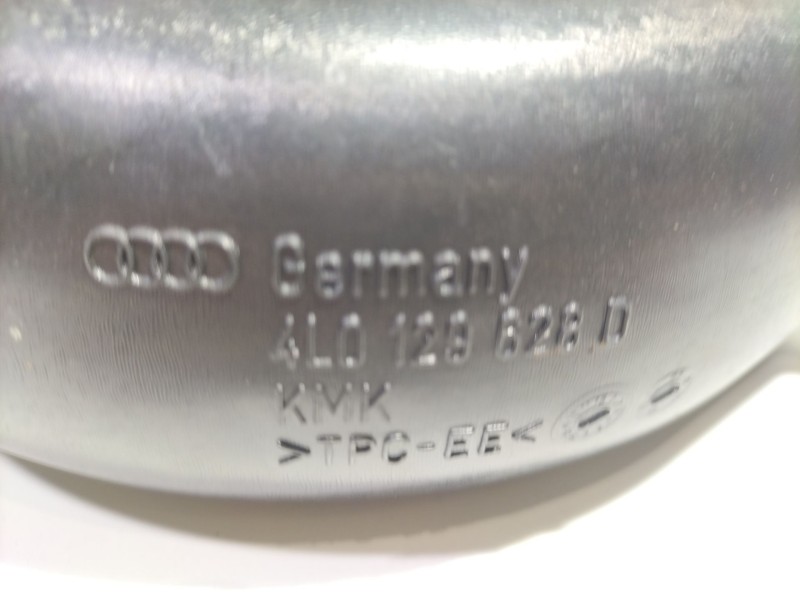 Germany
4L0 129 628 D
KMK
>TPC-EE<